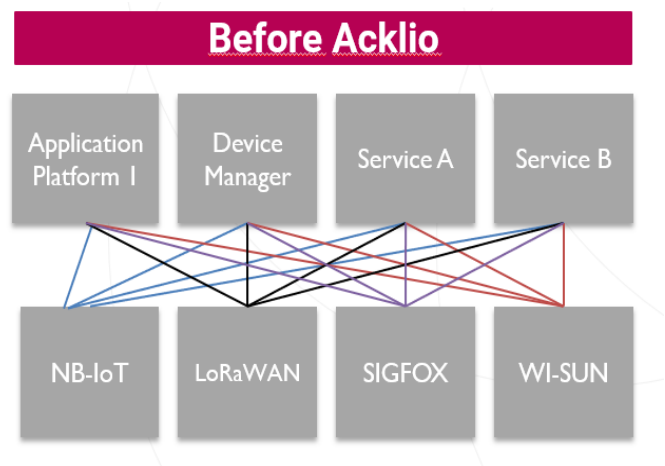 Before Acklio
Application
Platform 1
Device
Manager
Service A
Service B
NB-IoT
LoRaWAN
SIGFOX
WI-SUN